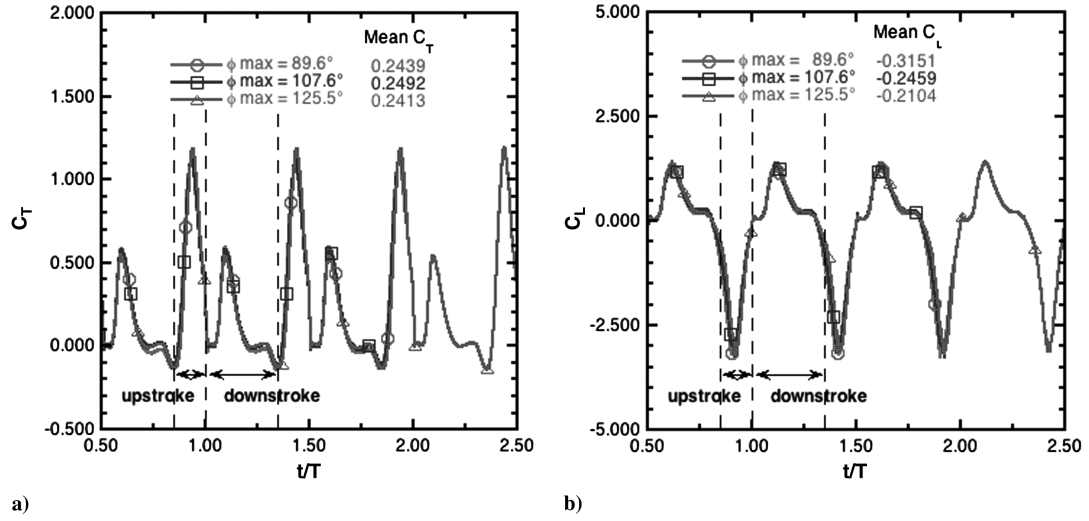 2.000
1.500
1.000
0.500
0.000
-0.500
C_T
Mean C_T
ϕ max = 89.6° 0.2439
ϕ max = 107.6° 0.2492
ϕ max = 125.5° 0.2413
upstroke downstroke
0.50 1.00 1.50 2.00 2.50
t/T
a)
5.000
2.500
0.000
-2.500
-5.000
C_L
Mean C_L
ϕ max = 89.6° -0.3151
ϕ max = 107.6° -0.2459
ϕ max = 125.5° -0.2104
upstroke downstroke
0.50 1.00 1.50 2.00 2.50
t/T
b)